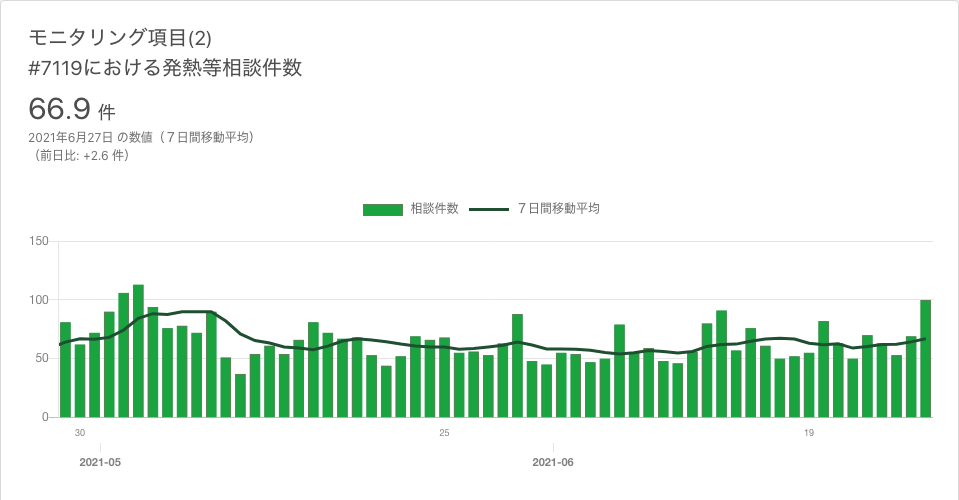 モニタリング項目(2)
#7119における発熱等相談件数
66.9 件
2021年6月27日 の数値（７日間移動平均）
（前日比: +2.6 件）
相談件数 ７日間移動平均
150
100
50
0
30 25 19
2021-05 2021-06